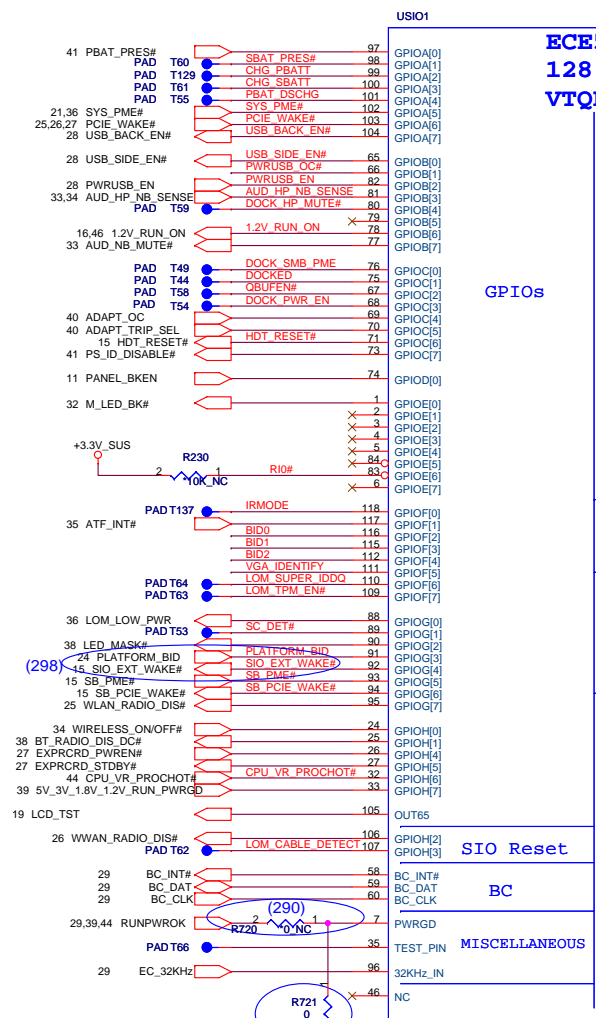 USIO1
ECE
128
VTQ
41 PBAT_PRES# 97 GPIOA[0]
PAD T60 SBAT_PRES# 98 GPIOA[1]
PAD T129 CHG_PBATT 99 GPIOA[2]
PAD T61 CHG_SBATT 100 GPIOA[3]
PAD T55 PBAT_DSCHG 101 GPIOA[4]
21,36 SYS_PME# SYS_PME# 102 GPIOA[5]
25,26,27 PCIE_WAKE# PCIE_WAKE# 103 GPIOA[6]
28 USB_BACK_EN# USB_BACK_EN# 104 GPIOA[7]
28 USB_SIDE_EN# USB_SIDE_EN# 65 GPIOB[0]
PWRUSB_OC# 66 GPIOB[1]
28 PWRUSB_EN PWRUSB_EN 82 GPIOB[2]
33,34 AUD_HP_NB_SENSE AUD_HP_NB_SENSE 81 GPIOB[3]
PAD T59 DOCK_HP_MUTE# 80 GPIOB[4]
79 GPIOB[5]
16,46 1.2V_RUN_ON 1.2V_RUN_ON 78 GPIOB[6]
33 AUD_NB_MUTE# 77 GPIOB[7]
PAD T49 DOCK_SMB_PME 76 GPIOC[0]
PAD T44 DOCKED 75 GPIOC[1]
PAD T58 QBUFEN# 67 GPIOC[2]
PAD T54 DOCK_PWR_EN 68 GPIOC[3]
40 ADAPT_OC 69 GPIOC[4]
40 ADAPT_TRIP_SEL 70 GPIOC[5]
15 HDT_RESET# HDT_RESET# 71 GPIOC[6]
41 PS_ID_DISABLE# 73 GPIOC[7]
GPIOs
11 PANEL_BKEN 74 GPIOD[0]
32 M_LED_BK# 1 GPIOE[0]
2 GPIOE[1]
3 GPIOE[2]
4 GPIOE[3]
5 GPIOE[4]
84 GPIOE[5]
+3.3V_SUS R230 2 1 10K_NC RI0# 83 GPIOE[6]
6 GPIOE[7]
PAD T137 IRMODE 118 GPIOF[0]
35 ATF_INT# 117 GPIOF[1]
BID0 116 GPIOF[2]
BID1 115 GPIOF[3]
BID2 112 GPIOF[4]
VGA_IDENTIFY 111 GPIOF[5]
PAD T64 LOM_SUPER_IDDQ 110 GPIOF[6]
PAD T63 LOM_TPM_EN# 109 GPIOF[7]
36 LOM_LOW_PWR 88 GPIOG[0]
PAD T53 SC_DET# 89 GPIOG[1]
38 LED_MASK# 90 GPIOG[2]
24 PLATFORM_BID PLATFORM_BID 91 GPIOG[3]
(298) 15 SIO_EXT_WAKE# SIO_EXT_WAKE# 92 GPIOG[4]
15 SB_PME# SB_PME# 93 GPIOG[5]
15 SB_PCIE_WAKE# SB_PCIE_WAKE# 94 GPIOG[6]
25 WLAN_RADIO_DIS# 95 GPIOG[7]
34 WIRELESS_ON/OFF# 24 GPIOH[0]
38 BT_RADIO_DIS_DC# 25 GPIOH[1]
27 EXPRCRD_PWREN# 26 GPIOH[4]
27 EXPRCRD_STDBY# 27 GPIOH[5]
44 CPU_VR_PROCHOT# CPU_VR_PROCHOT# 32 GPIOH[6]
39 5V_3V_1.8V_1.2V_RUN_PWRGD 33 GPIOH[7]
19 LCD_TST 105 OUT65
26 WWAN_RADIO_DIS# 106 GPIOH[2]
PAD T62 LOM_CABLE_DETECT 107 GPIOH[3]
SIO Reset
29 BC_INT# 58 BC_INT#
29 BC_DAT 59 BC_DAT
29 BC_CLK 60 BC_CLK
BC
(290)
29,39,44 RUNPWROK 2 1 7 PWRGD
R720 *0_NC
PAD T66 35 TEST_PIN
MISCELLANEOUS
29 EC_32KHz 96 32KHz_IN
46 NC
R721
0
1